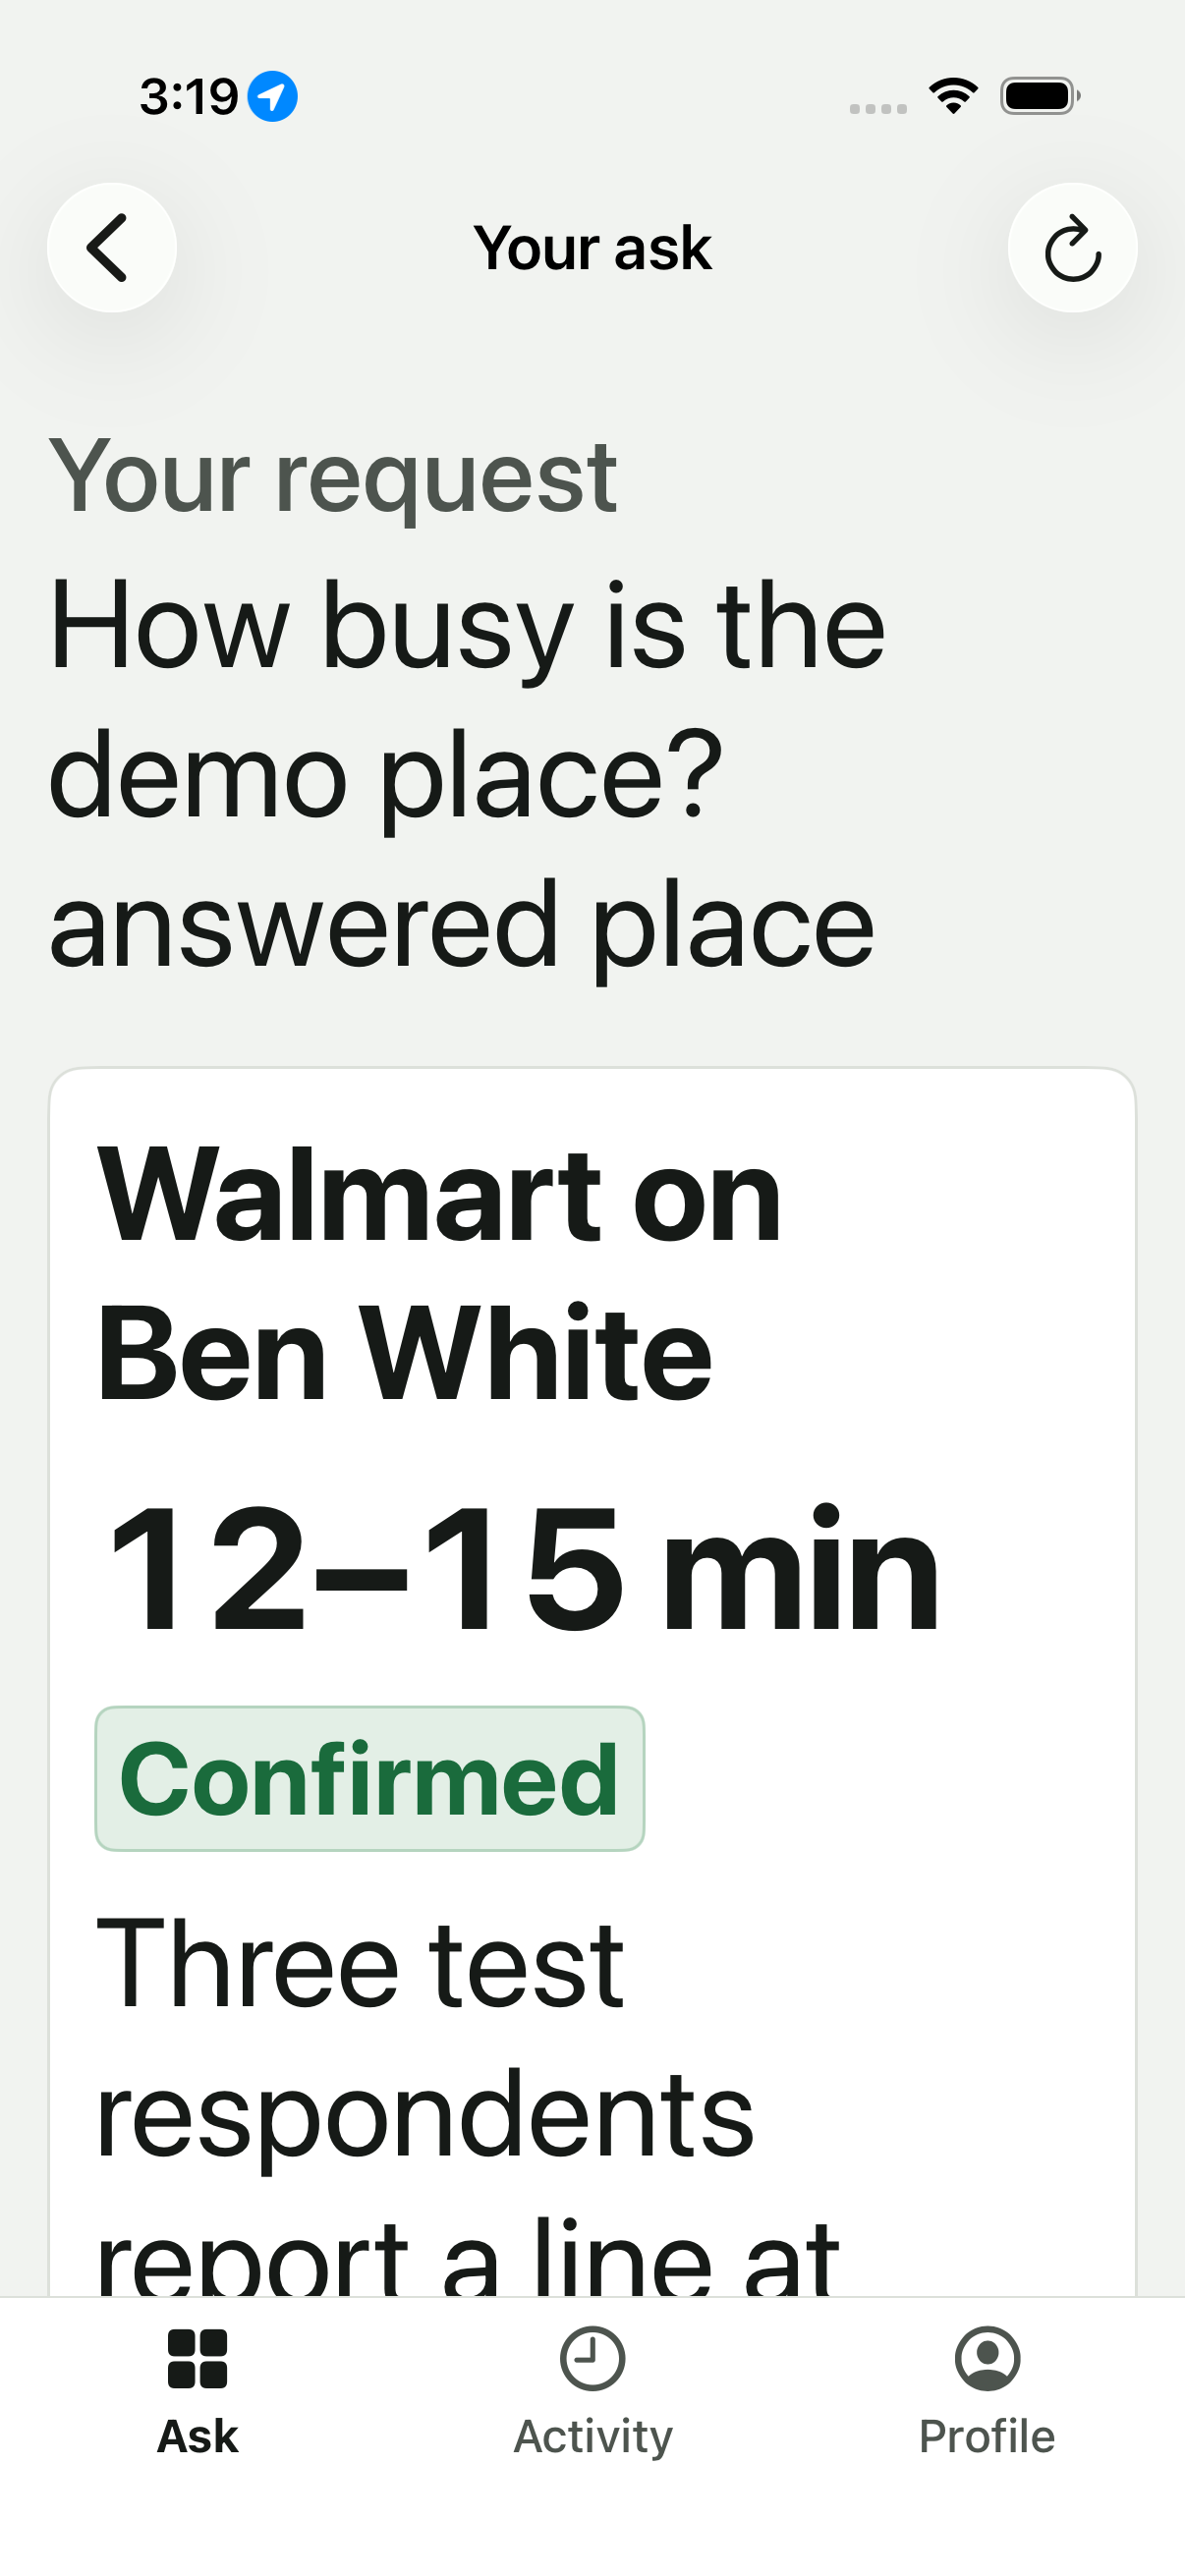 3:19
Your ask
Your request
How busy is the
demo place?
answered place
Walmart on
Ben White
12–15 min
Confirmed
Three test
respondents
report a line at
Ask
Activity
Profile